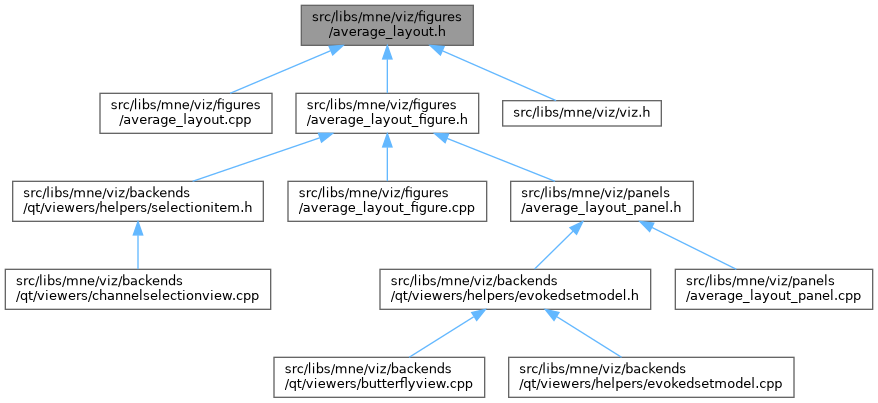 src/libs/mne/viz/figures
/average_layout.h
src/libs/mne/viz/figures
/average_layout.cpp
src/libs/mne/viz/figures
/average_layout_figure.h
src/libs/mne/viz/viz.h
src/libs/mne/viz/backends
/qt/viewers/helpers/selectionitem.h
src/libs/mne/viz/figures
/average_layout_figure.cpp
src/libs/mne/viz/panels
/average_layout_panel.h
src/libs/mne/viz/backends
/qt/viewers/channelselectionview.cpp
src/libs/mne/viz/backends
/qt/viewers/helpers/evokedsetmodel.h
src/libs/mne/viz/panels
/average_layout_panel.cpp
src/libs/mne/viz/backends
/qt/viewers/butterflyview.cpp
src/libs/mne/viz/backends
/qt/viewers/helpers/evokedsetmodel.cpp